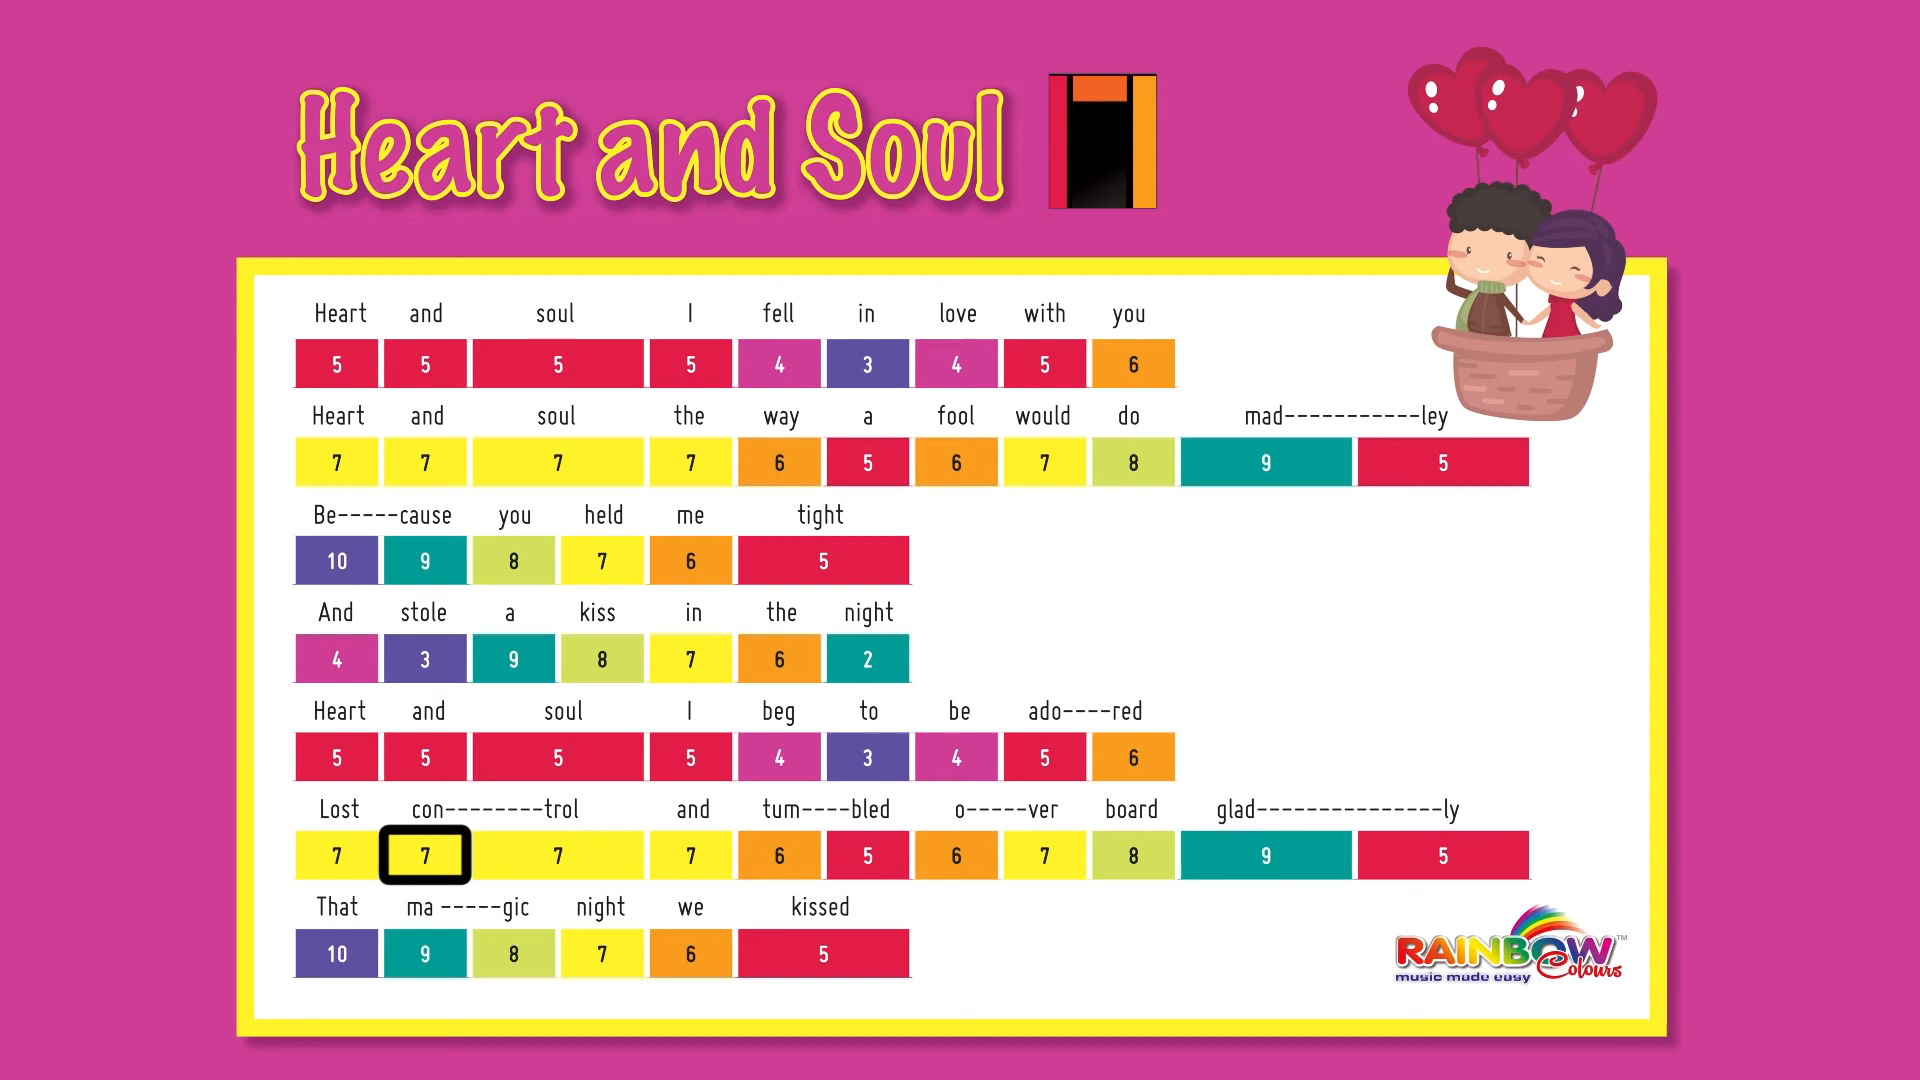 Heart and Soul
Heart and soul I fell in love with you
5 5 5 5 4 3 4 5 6
Heart and soul the way a fool would do mad-----------ley
7 7 7 7 6 5 6 7 8 9 5
Be-----cause you held me tight
10 9 8 7 6 5
And stole a kiss in the night
4 3 9 8 7 6 2
Heart and soul I beg to be ado----red
5 5 5 5 4 3 4 5 6
Lost con--------trol and tum----bled o-----ver board glad---------------ly
7 7 7 7 6 5 6 7 8 9 5
That ma -----gic night we kissed
10 9 8 7 6 5
RAINBOW™
Colours
music made easy